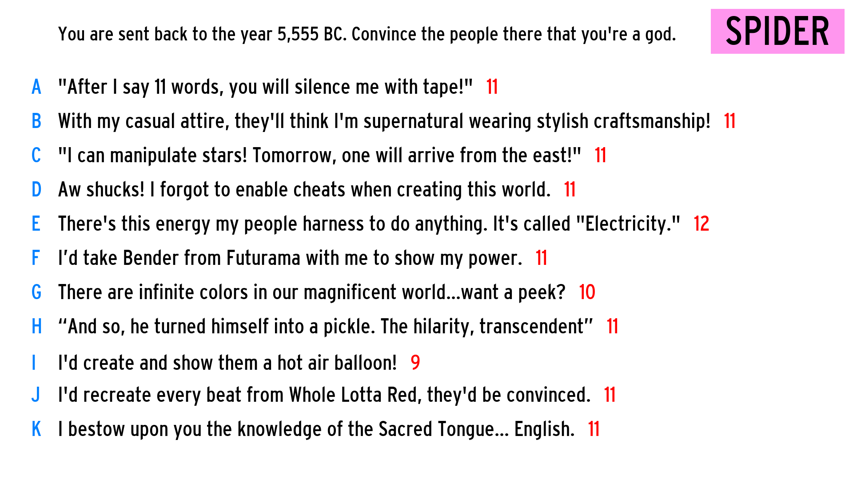 You are sent back to the year 5,555 BC. Convince the people there that you're a god.
SPIDER
A "After I say 11 words, you will silence me with tape!" 11
B With my casual attire, they'll think I'm supernatural wearing stylish craftsmanship! 11
C "I can manipulate stars! Tomorrow, one will arrive from the east!" 11
D Aw shucks! I forgot to enable cheats when creating this world. 11
E There's this energy my people harness to do anything. It's called "Electricity." 12
F I’d take Bender from Futurama with me to show my power. 11
G There are infinite colors in our magnificent world...want a peek? 10
H “And so, he turned himself into a pickle. The hilarity, transcendent” 11
I I'd create and show them a hot air balloon! 9
J I'd recreate every beat from Whole Lotta Red, they'd be convinced. 11
K I bestow upon you the knowledge of the Sacred Tongue... English. 11